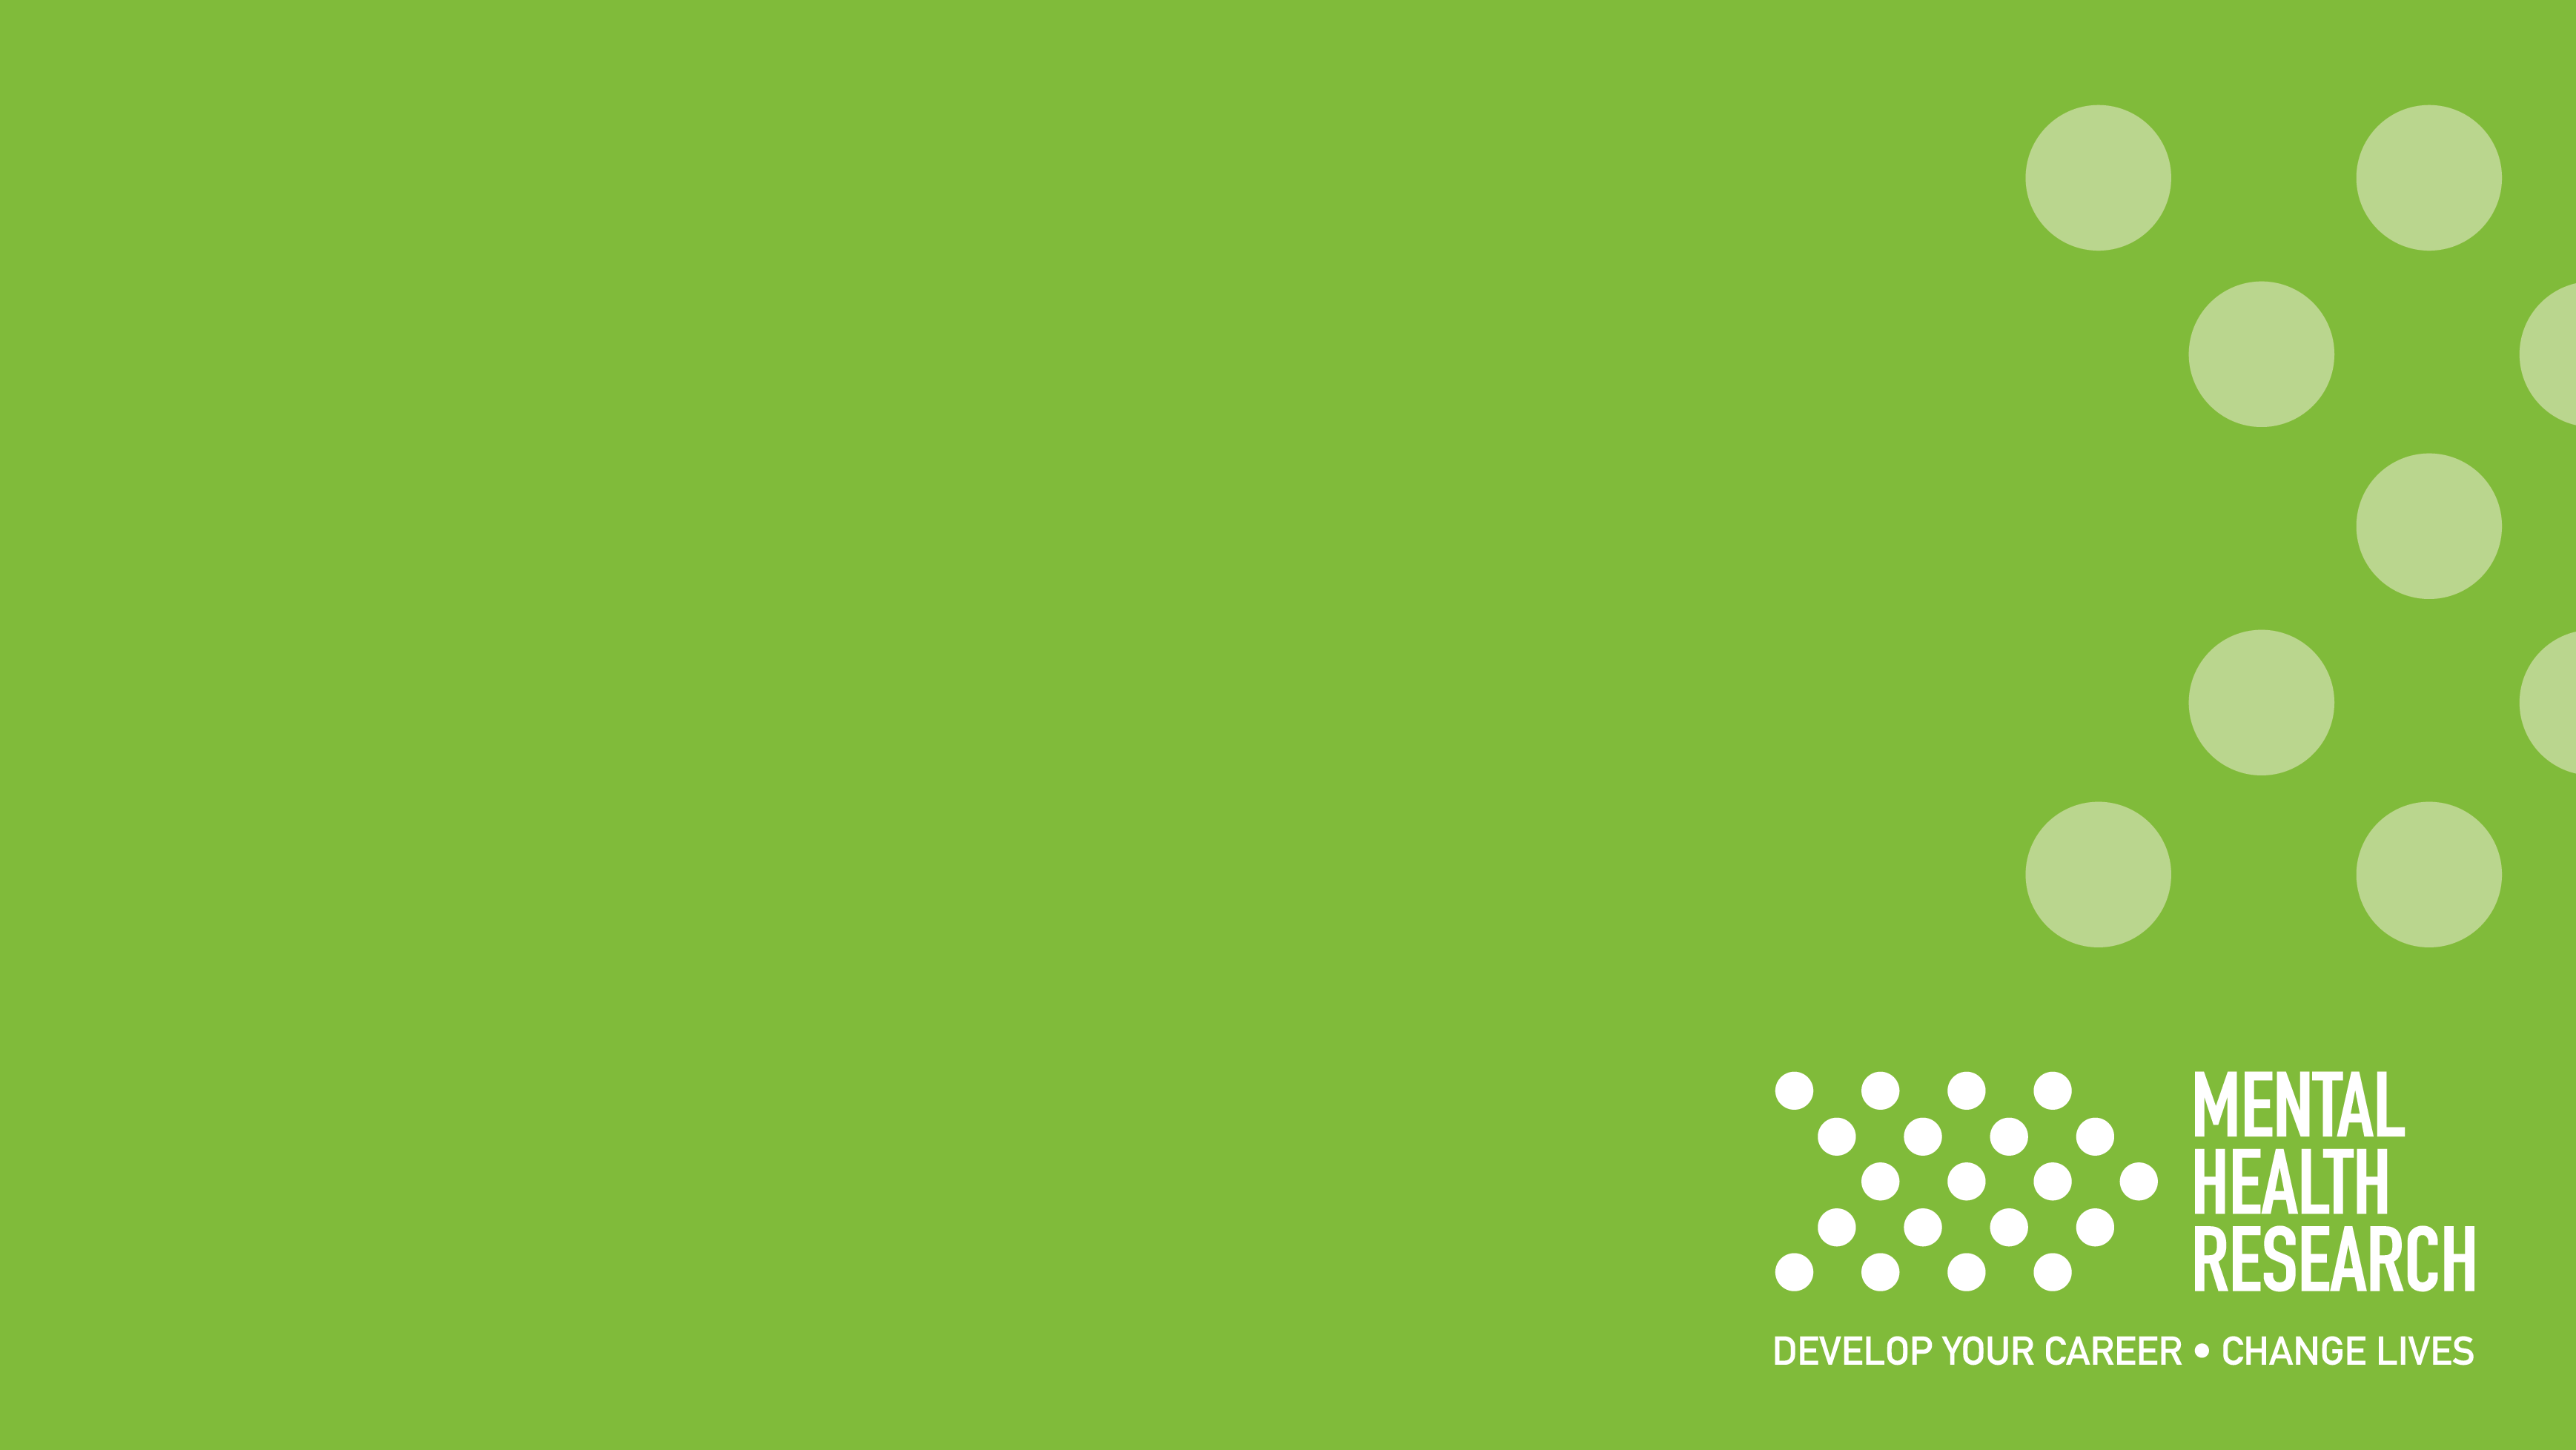 MENTAL
HEALTH
RESEARCH
DEVELOP YOUR CAREER • CHANGE LIVES